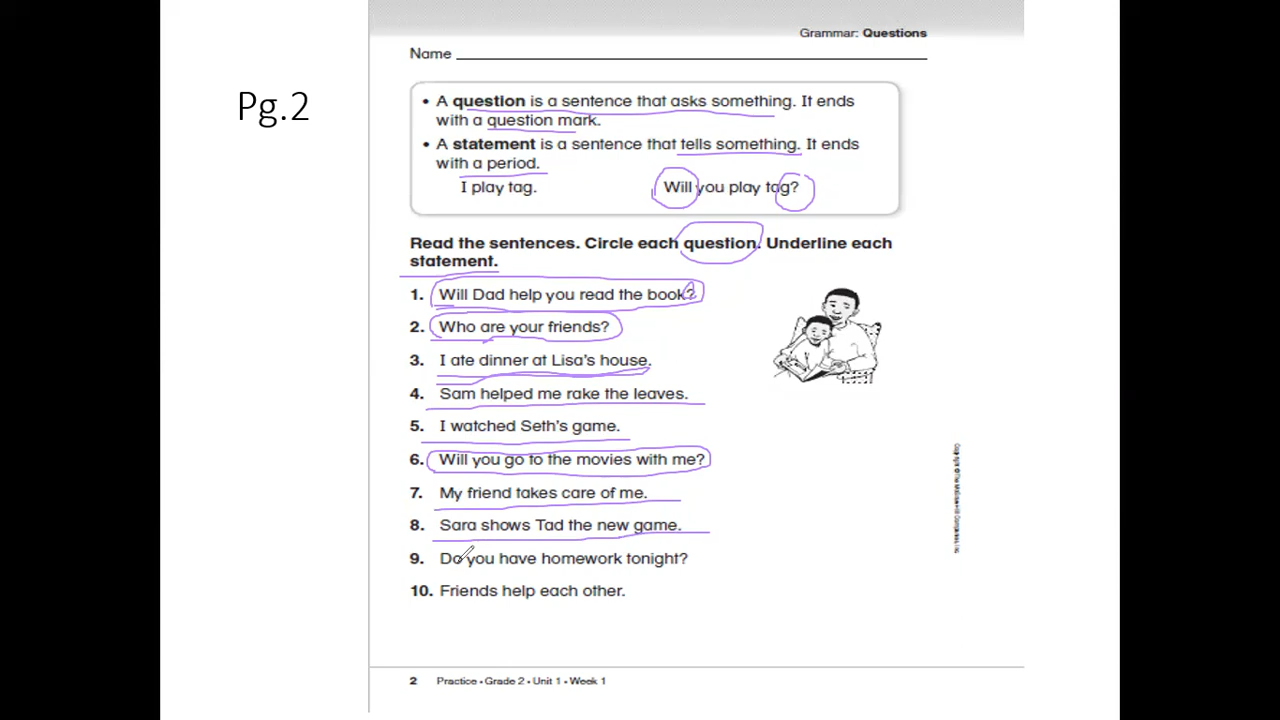 Grammar: Questions
Name
Pg.2
• A question is a sentence that asks something. It ends
with a question mark.
• A statement is a sentence that tells something. It ends
with a period.
I play tag. Will you play tag?
Read the sentences. Circle each question. Underline each
statement.
1. Will Dad help you read the book?
2. Who are your friends?
3. I ate dinner at Lisa's house.
4. Sam helped me rake the leaves.
5. I watched Seth's game.
6. Will you go to the movies with me?
7. My friend takes care of me.
8. Sara shows Tad the new game.
9. Do you have homework tonight?
10. Friends help each other.
2 Practice • Grade 2 • Unit 1 • Week 1